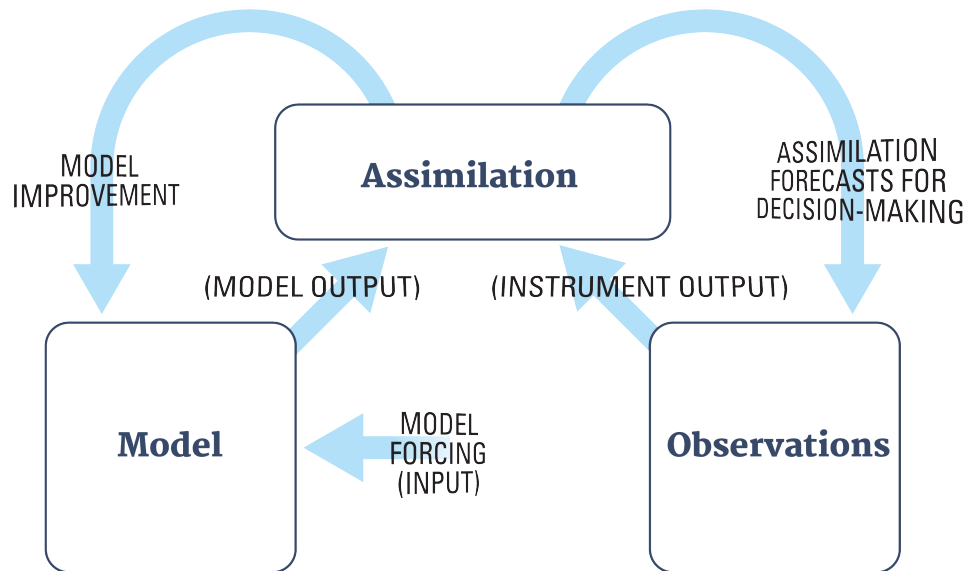 Assimilation
MODEL
IMPROVEMENT
ASSIMILATION
FORECASTS FOR
DECISION-MAKING
(MODEL OUTPUT)
(INSTRUMENT OUTPUT)
Model
MODEL
FORCING
(INPUT)
Observations